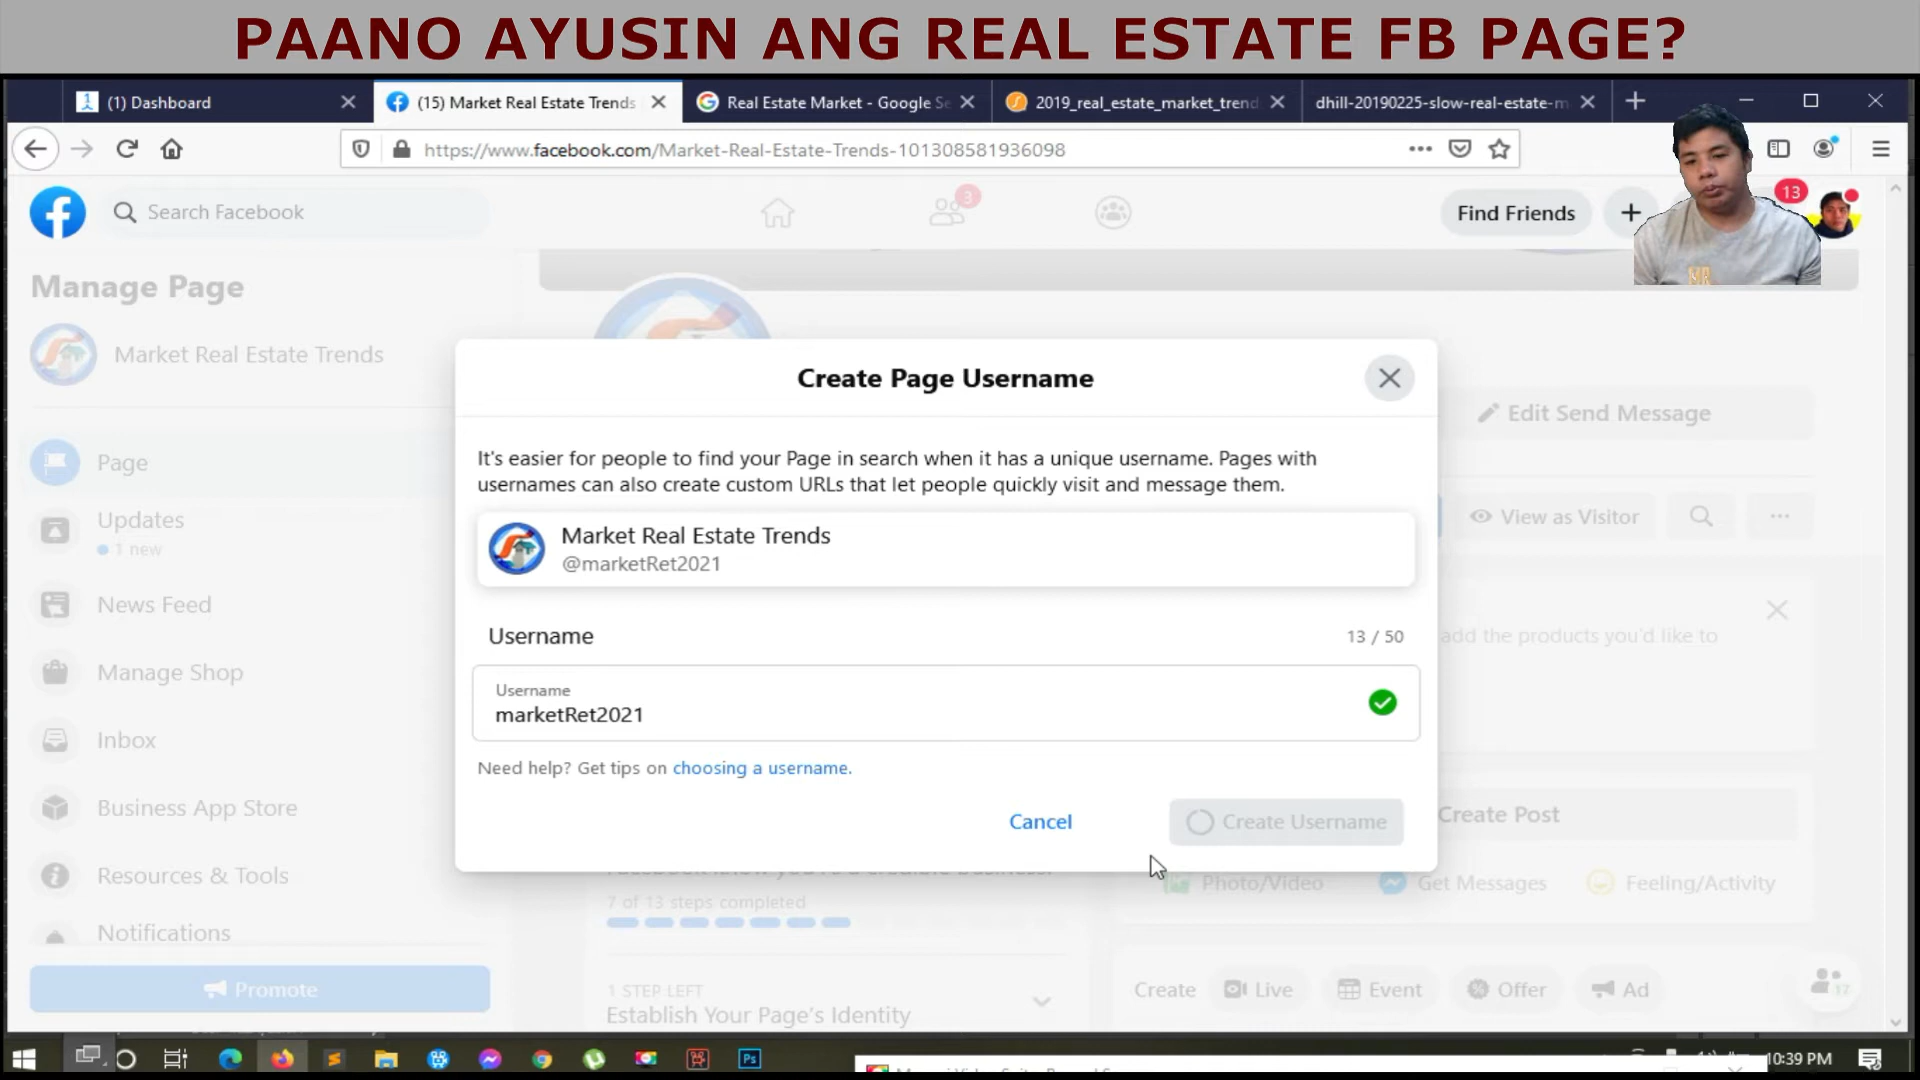 PAANO AYUSIN ANG REAL ESTATE FB PAGE?
(1) Dashboard
(15) Market Real Estate Trends
Real Estate Market - Google Se
2019_real_estate_market_trend
dhill-20190225-slow-real-estate-m
https://www.facebook.com/Market-Real-Estate-Trends-101308581936098
Search Facebook
3
Find Friends
13
Manage Page
Market Real Estate Trends
Page
Updates
1 new
News Feed
Manage Shop
Inbox
Business App Store
Resources & Tools
Notifications
Promote
Edit Send Message
View as Visitor
add the products you'd like to
Create Page Username
It's easier for people to find your Page in search when it has a unique username. Pages with
usernames can also create custom URLs that let people quickly visit and message them.
Market Real Estate Trends
@marketRet2021
Username
13 / 50
Username
marketRet2021
Need help? Get tips on choosing a username.
Cancel
Create Username
7 of 13 steps completed
1 STEP LEFT
Establish Your Page's Identity
Create Post
Photo/Video
Get Messages
Feeling/Activity
Create
Live
Event
Offer
Ad
17
Ps
10:39 PM